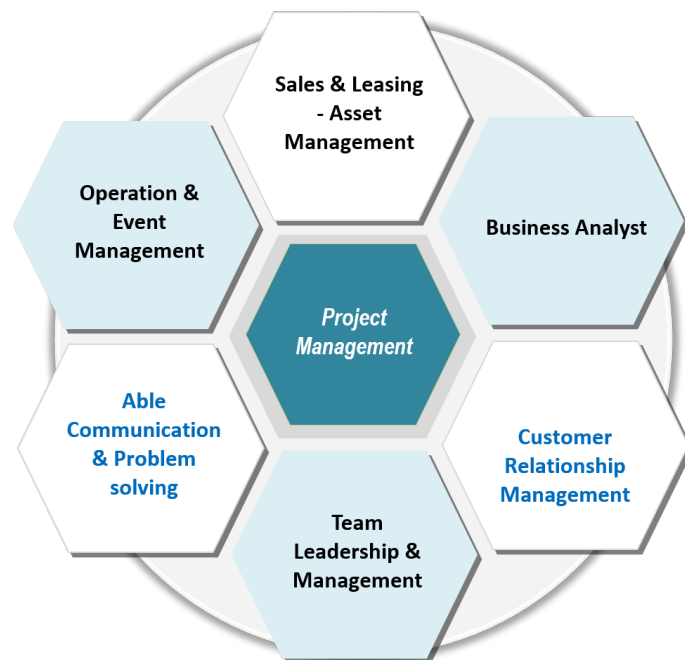 Sales & Leasing
- Asset
Management
Business Analyst
Customer
Relationship
Management
Team
Leadership &
Management
Able
Communication
& Problem
solving
Operation &
Event
Management
Project
Management